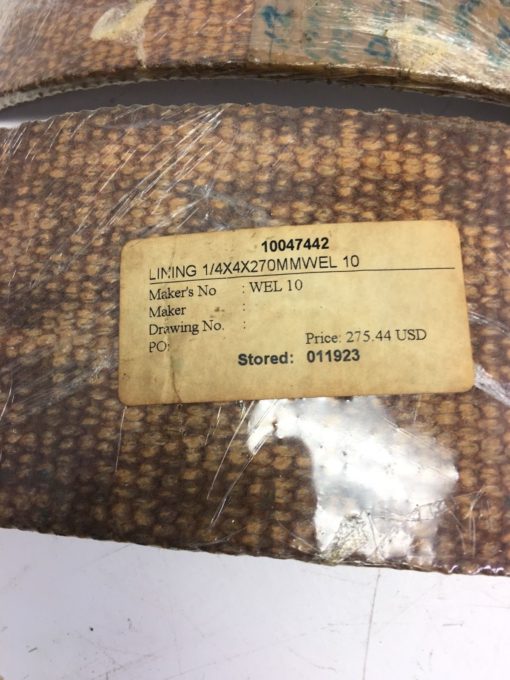 10047442
LINING 1/4X4X270MMWEL 10
Maker's No : WEL 10
Maker :
Drawing No. :
PO: Price: 275.44 USD
Stored: 011923